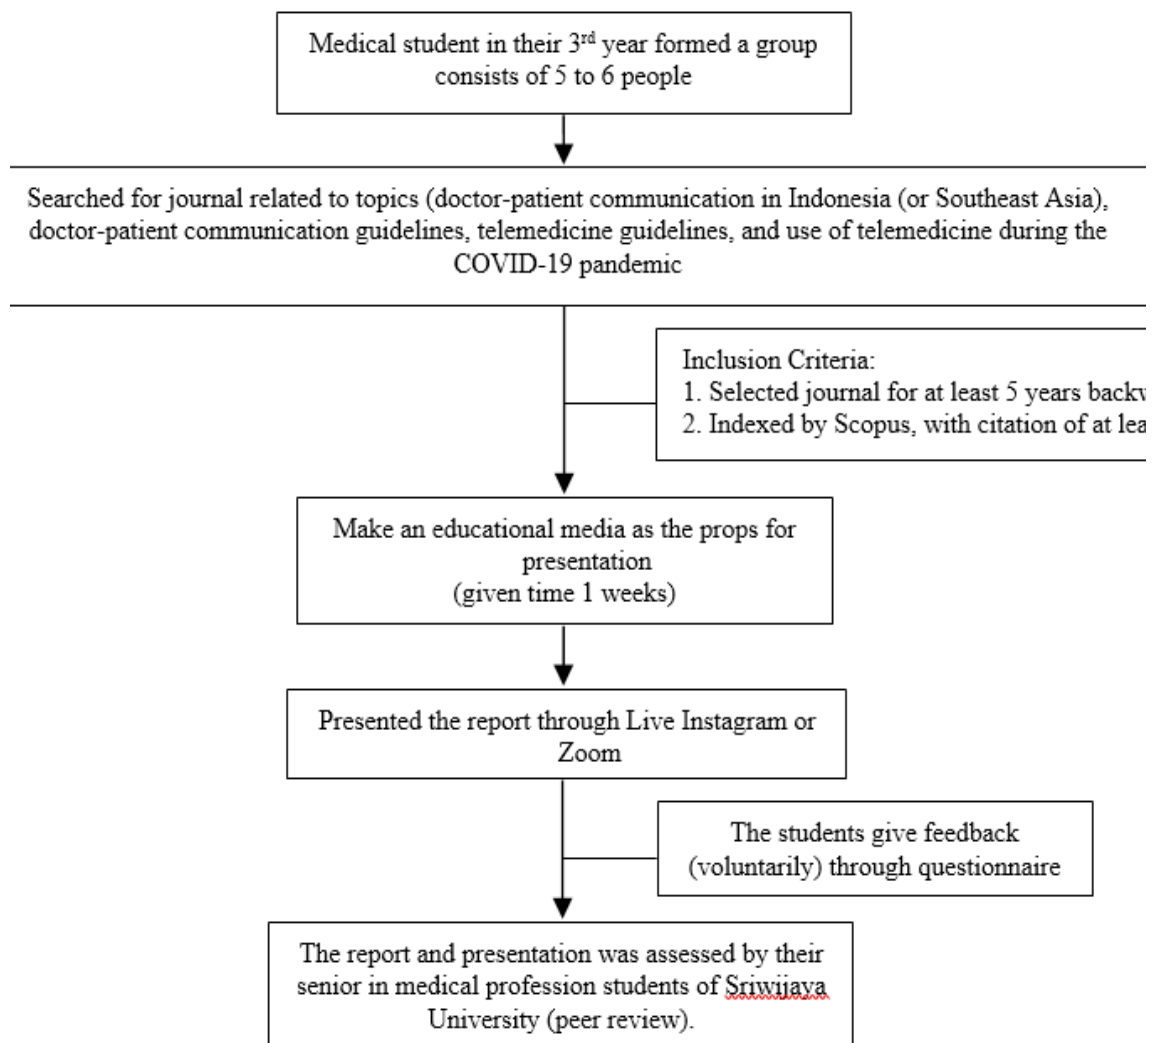 Medical student in their 3rd year formed a group
consists of 5 to 6 people
Searched for journal related to topics (doctor-patient communication in Indonesia (or Southeast Asia),
doctor-patient communication guidelines, telemedicine guidelines, and use of telemedicine during the
COVID-19 pandemic
Inclusion Criteria:
1. Selected journal for at least 5 years
2. Indexed by Scopus, with citation of at
Make an educational media as the props for
presentation
(given time 1 weeks)
Presented the report through Live Instagram or
Zoom
The students give feedback
(voluntarily) through questionnaire
The report and presentation was assessed by their
senior in medical profession students of Sriwijaya
University (peer review).